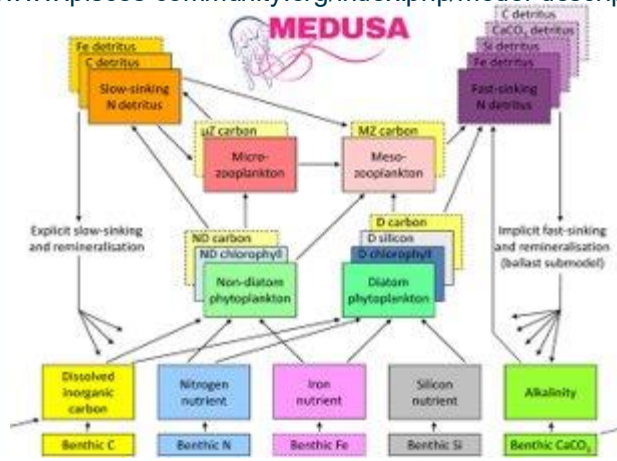 MEDUSA
Fe detritus
C detritus
Slow-sinking
N detritus
C detritus
CaCO₃ detritus
Si detritus
Fe detritus
Fast-sinking
N detritus
µZ carbon
Micro-
zooplankton
MZ carbon
Meso-
zooplankton
Explicit slow-sinking
and remineralisation
ND carbon
ND chlorophyll
Non-diatom
phytoplankton
D carbon
D silicon
D chlorophyll
Diatom
phytoplankton
Implicit fast-sinking
and remineralisation
(ballast submodel)
Dissolved
inorganic
carbon
Nitrogen
nutrient
Iron
nutrient
Silicon
nutrient
Alkalinity
Benthic C
Benthic N
Benthic Fe
Benthic Si
Benthic CaCO₃